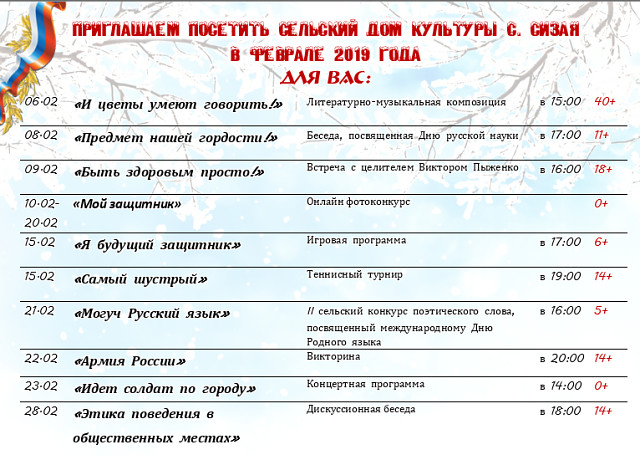 ПРИГЛАШАЕМ ПОСЕТИТЬ СЕЛЬСКИЙ ДОМ КУЛЬТУРЫ С. СИЗАЯ
В ФЕВРАЛЕ 2019 ГОДА
ДЛЯ ВАС:
06.02 «И цветы умеют говорить!» Литературно-музыкальная композиция в 15:00 40+
08.02 «Предмет нашей гордости!» Беседа, посвященная Дню русской науки в 17:00 11+
09.02 «Быть здоровым просто!» Встреча с целителем Виктором Пыженко в 16:00 18+
10.02- «Мой защитник» Онлайн фотоконкурс 0+
20.02
15.02 «Я будущий защитник» Игровая программа в 17:00 6+
15.02 «Самый шустрый» Теннисный турнир в 19:00 14+
21.02 «Могуч Русский язык» II сельский конкурс поэтического слова, в 16:00 5+
посвященный международному Дню
Родного языка
22.02 «Армия России» Викторина в 20:00 14+
23.02 «Идет солдат по городу» Концертная программа в 14:00 0+
28.02 «Этика поведения в Дискуссионная беседа в 18:00 14+
общественных местах»